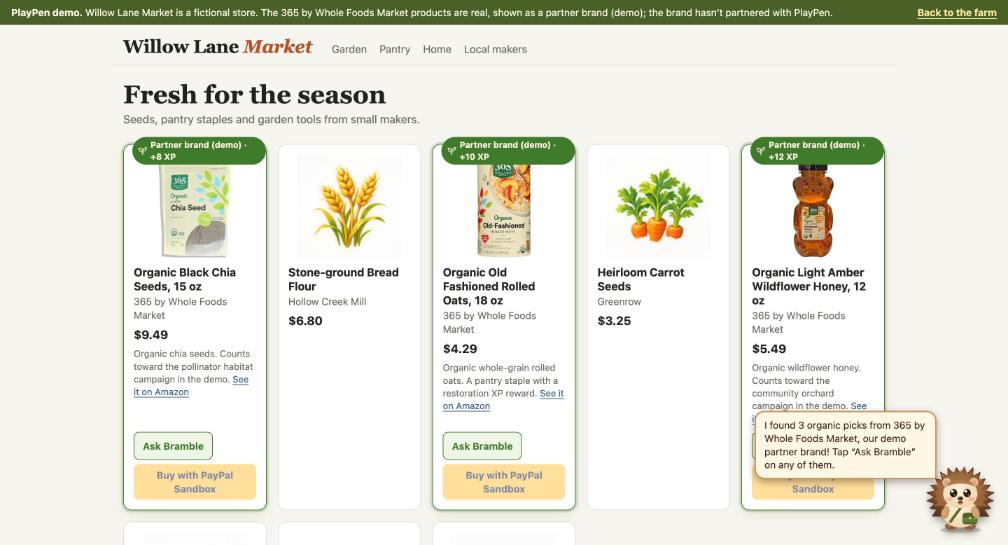 PlayPen demo. Willow Lane Market is a fictional store. The 365 by Whole Foods Market products are real, shown as a partner brand (demo); the brand hasn't partnered with PlayPen.
Back to the farm
Willow Lane Market
Garden Pantry Home Local makers
Fresh for the season
Seeds, pantry staples and garden tools from small makers.
Partner brand (demo) ·
+8 XP
365
Organic
Chia Seed
Organic Black Chia
Seeds, 15 oz
365 by Whole Foods
Market
$9.49
Organic chia seeds. Counts
toward the pollinator habitat
campaign in the demo. See
it on Amazon
Ask Bramble
Buy with PayPal
Sandbox
Stone-ground Bread
Flour
Hollow Creek Mill
$6.80
Partner brand (demo) ·
+10 XP
365
Organic
Old-Fashioned
Organic Old
Fashioned Rolled
Oats, 18 oz
365 by Whole Foods
Market
$4.29
Organic whole-grain rolled
oats. A pantry staple with a
restoration XP reward. See it
on Amazon
Ask Bramble
Buy with PayPal
Sandbox
Heirloom Carrot
Seeds
Greenrow
$3.25
Partner brand (demo) ·
+12 XP
Organic Light Amber
Wildflower Honey, 12
oz
365 by Whole Foods
Market
$5.49
Organic wildflower honey.
Counts toward the
community orchard
campaign in the demo. See
I found 3 organic picks from 365 by
Whole Foods Market, our demo
partner brand! Tap "Ask Bramble"
on any of them.
Sandbox